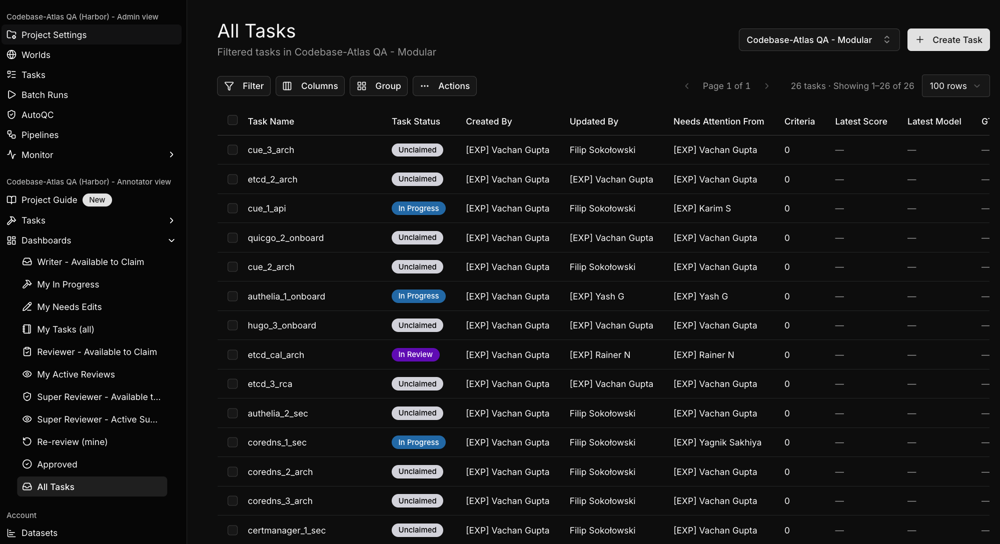 Codebase-Atlas QA (Harbor) - Admin view
Project Settings
Worlds
Tasks
Batch Runs
AutoQC
Pipelines
Monitor
Codebase-Atlas QA (Harbor) - Annotator view
Project Guide New
Tasks
Dashboards
Writer - Available to Claim
My In Progress
My Needs Edits
My Tasks (all)
Reviewer - Available to Claim
My Active Reviews
Super Reviewer - Available t...
Super Reviewer - Active Su...
Re-review (mine)
Approved
All Tasks
Account
Datasets
All Tasks
Filtered tasks in Codebase-Atlas QA - Modular
Codebase-Atlas QA - Modular
Create Task
Filter Columns Group Actions
Page 1 of 1 26 tasks · Showing 1–26 of 26 100 rows
Task Name Task Status Created By Updated By Needs Attention From Criteria Latest Score Latest Model
cue_3_arch Unclaimed [EXP] Vachan Gupta Filip Sokołowski [EXP] Vachan Gupta 0 — — —
etcd_2_arch Unclaimed [EXP] Vachan Gupta [EXP] Vachan Gupta [EXP] Vachan Gupta 0 — — —
cue_1_api In Progress [EXP] Vachan Gupta Filip Sokołowski [EXP] Karim S 0 — — —
quicgo_2_onboard Unclaimed [EXP] Vachan Gupta [EXP] Vachan Gupta [EXP] Vachan Gupta 0 — — —
cue_2_arch Unclaimed [EXP] Vachan Gupta Filip Sokołowski [EXP] Vachan Gupta 0 — — —
authelia_1_onboard In Progress [EXP] Vachan Gupta [EXP] Yash G [EXP] Yash G 0 — — —
hugo_3_onboard Unclaimed [EXP] Vachan Gupta [EXP] Vachan Gupta [EXP] Vachan Gupta 0 — — —
etcd_cal_arch In Review [EXP] Vachan Gupta [EXP] Rainer N [EXP] Rainer N 0 — — —
etcd_3_rca Unclaimed [EXP] Vachan Gupta [EXP] Vachan Gupta [EXP] Vachan Gupta 0 — — —
authelia_2_sec Unclaimed [EXP] Vachan Gupta Filip Sokołowski [EXP] Vachan Gupta 0 — — —
coredns_1_sec In Progress [EXP] Vachan Gupta Filip Sokołowski [EXP] Yagnik Sakhiya 0 — — —
coredns_2_arch Unclaimed [EXP] Vachan Gupta Filip Sokołowski [EXP] Vachan Gupta 0 — — —
coredns_3_arch Unclaimed [EXP] Vachan Gupta Filip Sokołowski [EXP] Vachan Gupta 0 — — —
certmanager_1_sec Unclaimed [EXP] Vachan Gupta Filip Sokołowski [EXP] Vachan Gupta 0 — — —